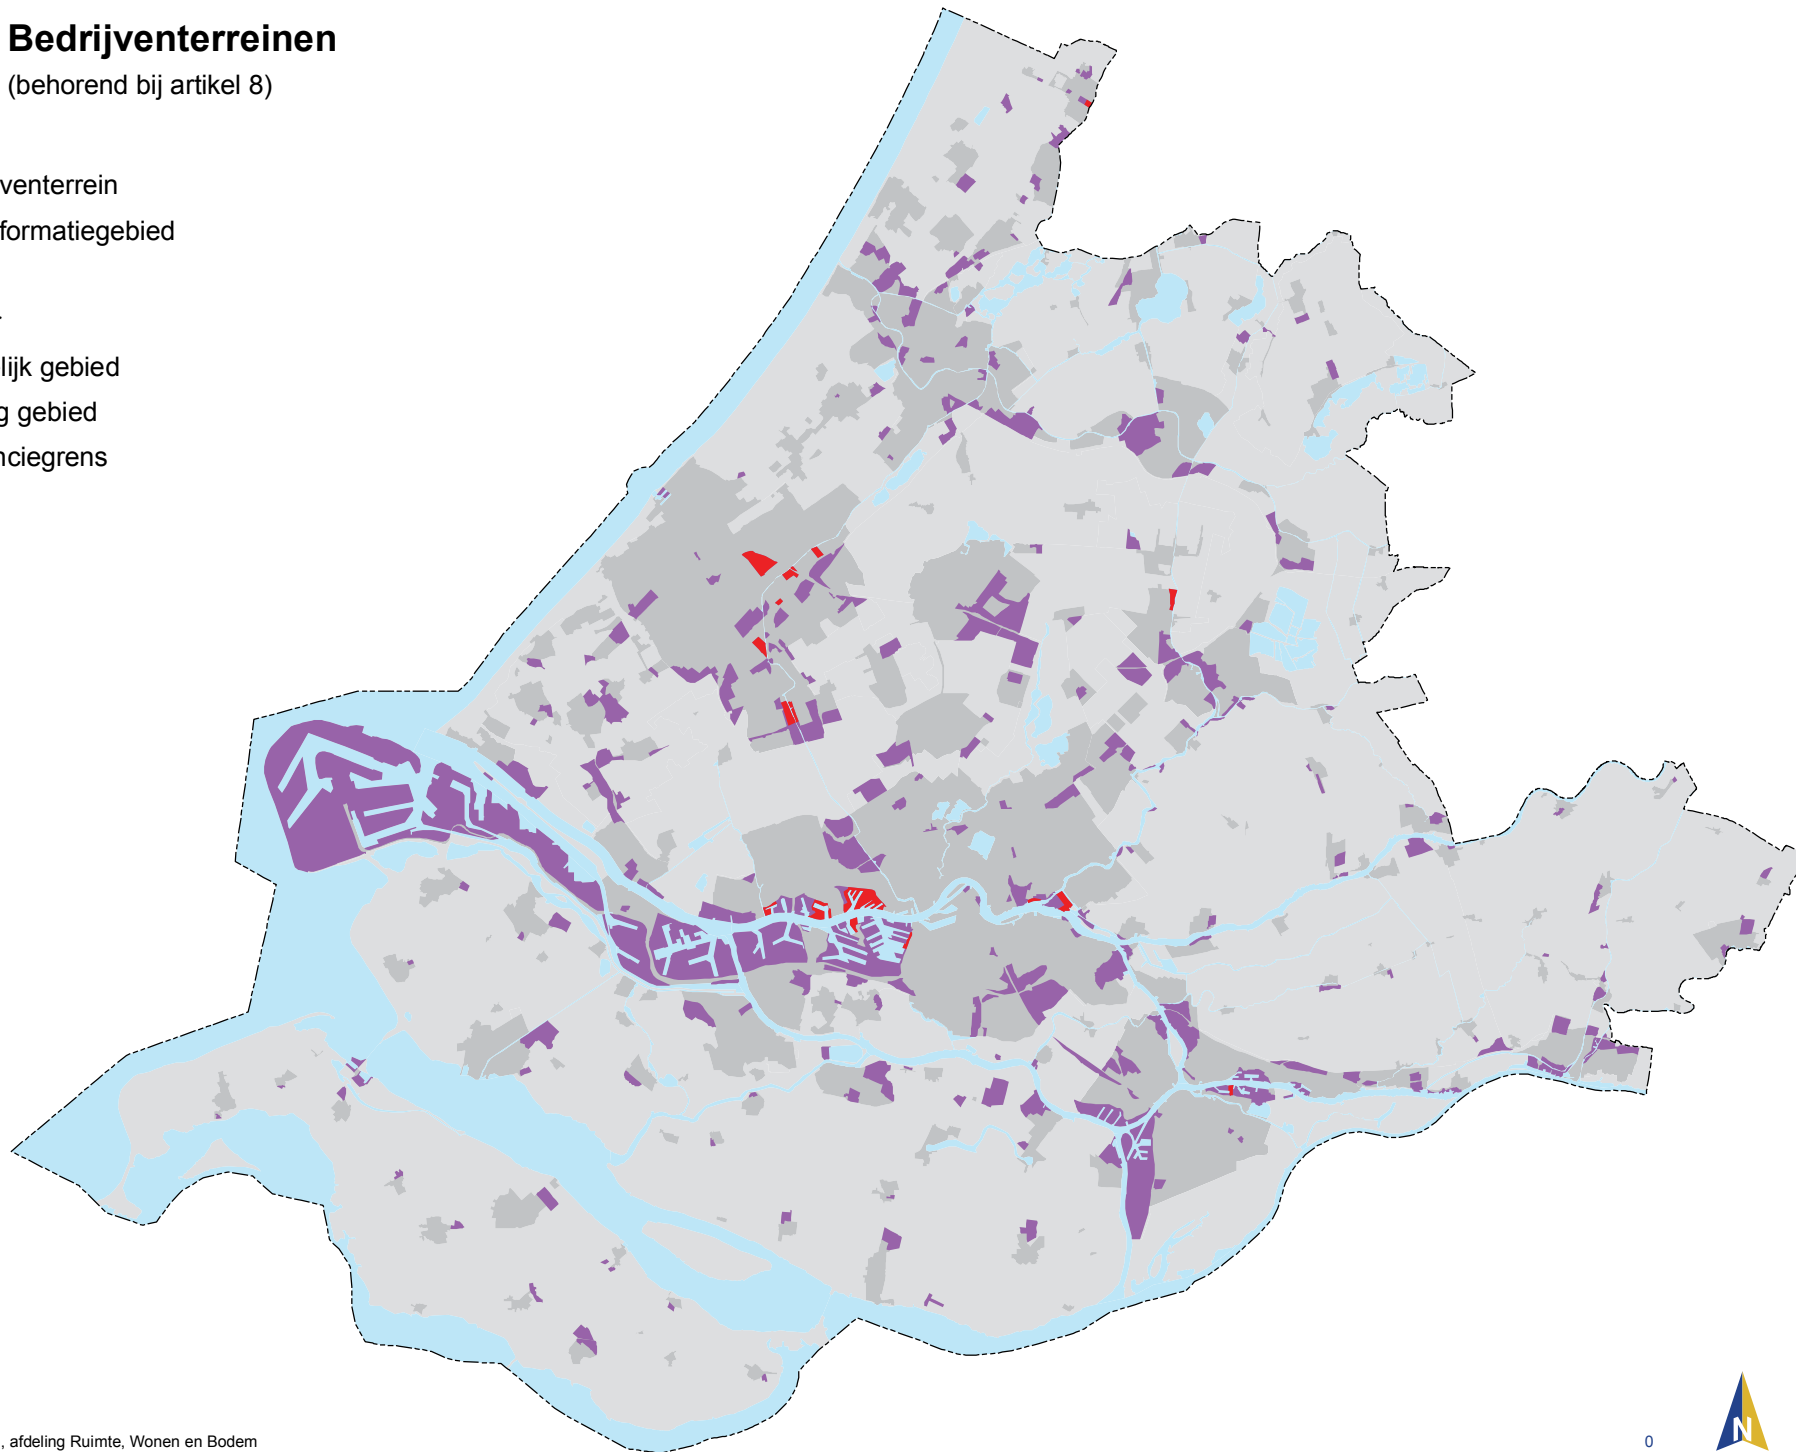 Bedrijventerreinen
(behorend bij artikel 8)
venterrein
formatiegebied
lijk gebied
g gebied
nciegrens
, afdeling Ruimte, Wonen en Bodem
0
N